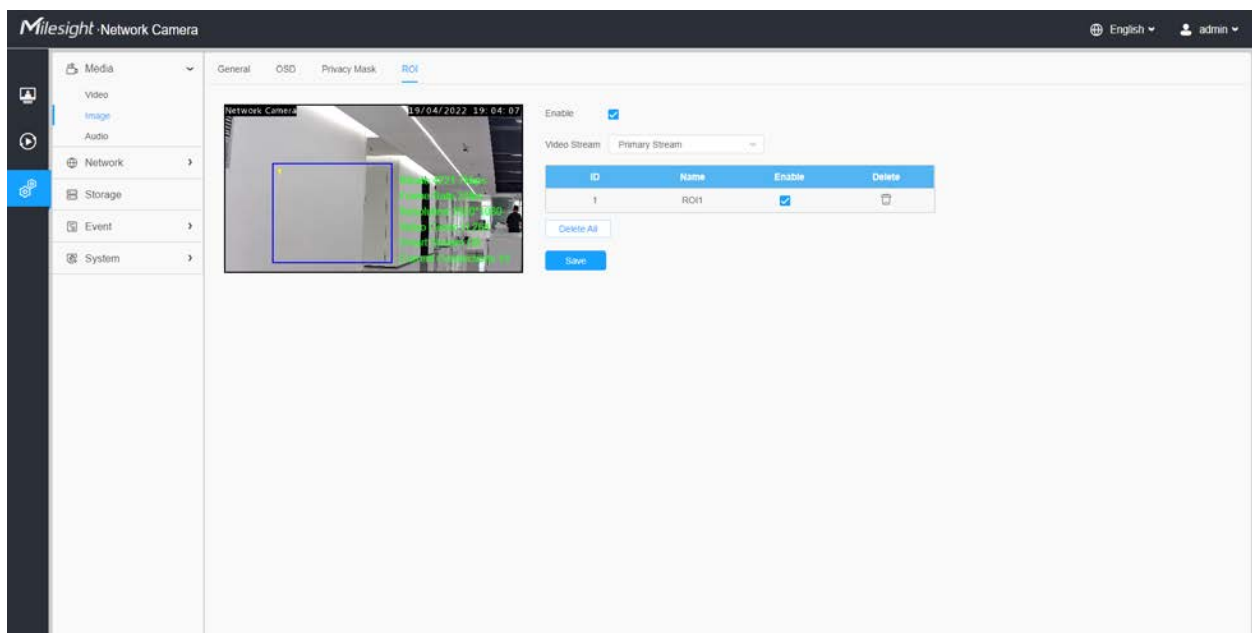 Milesight · Network Camera
English
admin
Media
Video
Image
Audio
Network
Storage
Event
System
General OSD Privacy Mask ROI
Network Camera 19/04/2022 19:04:07
1
Enable
Video Stream Primary Stream
ID Name Enable Delete
1 ROI1
Delete All
Save